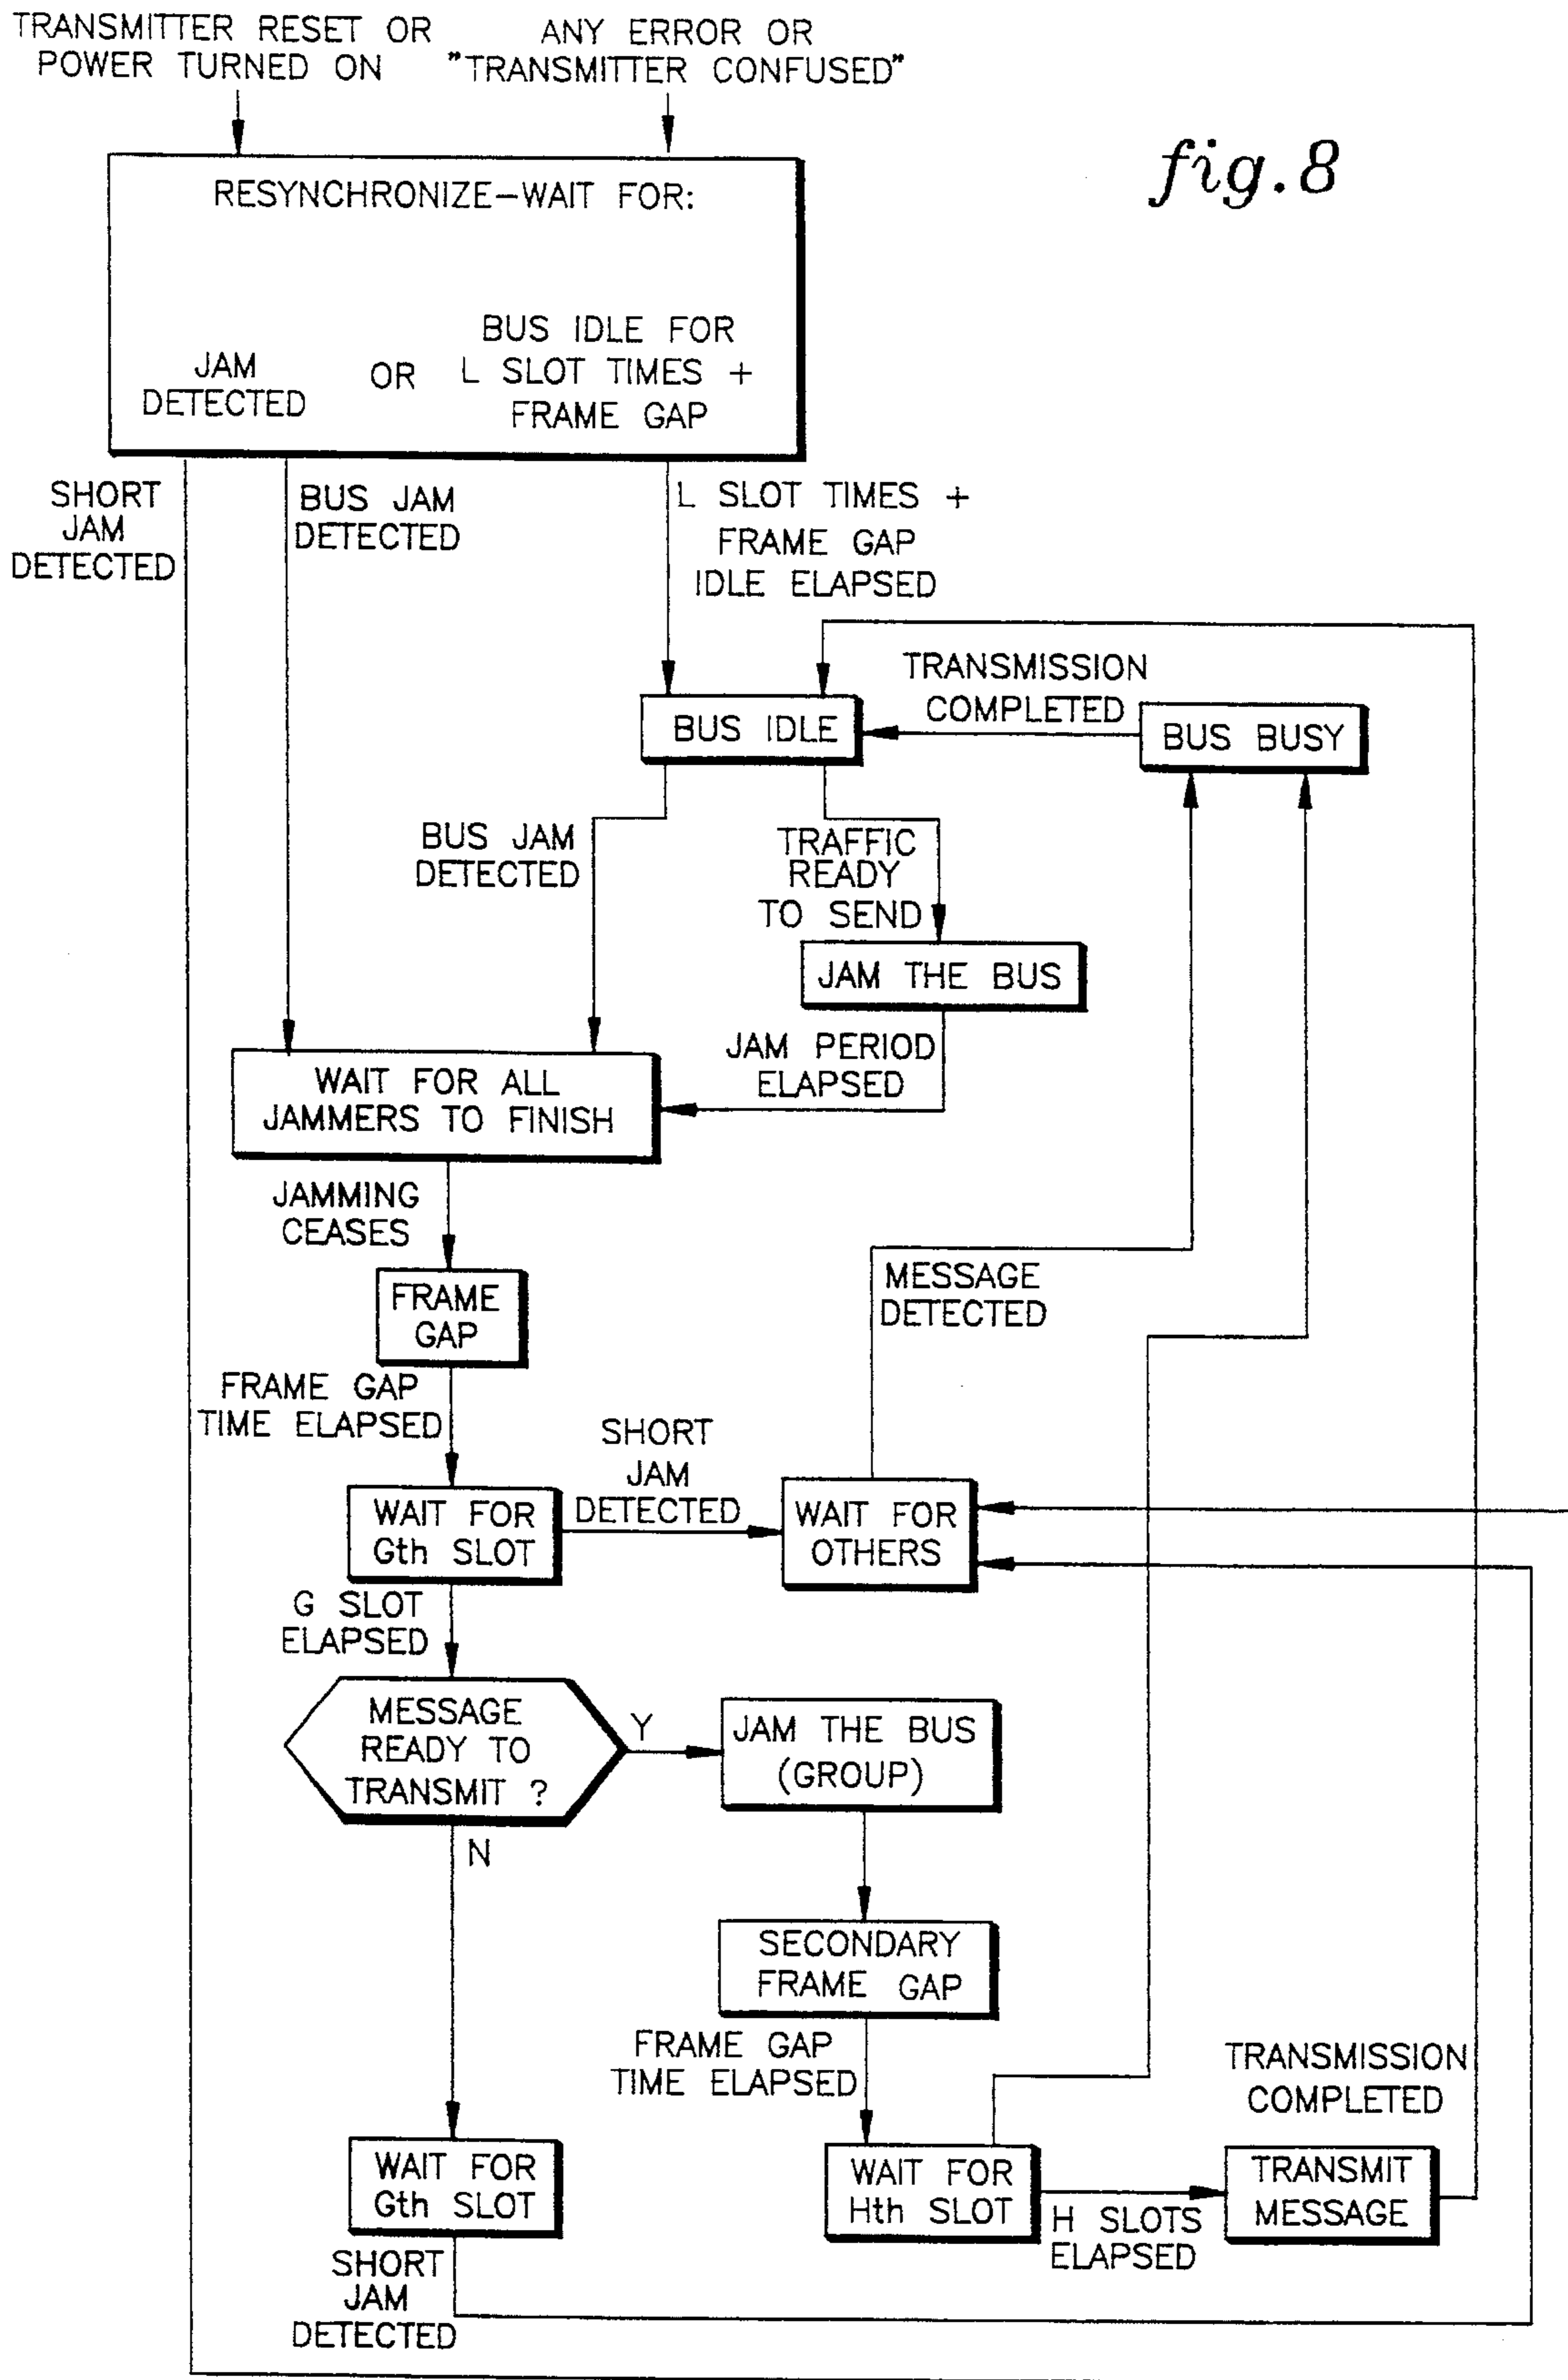 TRANSMITTER RESET OR
POWER TURNED ON
ANY ERROR OR
"TRANSMITTER CONFUSED"
fig.8
RESYNCHRONIZE-WAIT FOR:
JAM
DETECTED
OR
BUS IDLE FOR
L SLOT TIMES +
FRAME GAP
SHORT
JAM
DETECTED
BUS JAM
DETECTED
L SLOT TIMES +
FRAME GAP
IDLE ELAPSED
TRANSMISSION
COMPLETED
BUS IDLE
BUS BUSY
BUS JAM
DETECTED
TRAFFIC
READY
TO SEND
JAM THE BUS
JAM PERIOD
ELAPSED
WAIT FOR ALL
JAMMERS TO FINISH
JAMMING
CEASES
MESSAGE
DETECTED
FRAME
GAP
FRAME GAP
TIME ELAPSED
SHORT
JAM
DETECTED
WAIT FOR
Gth SLOT
WAIT FOR
OTHERS
G SLOT
ELAPSED
MESSAGE
READY TO
TRANSMIT ?
Y
JAM THE BUS
(GROUP)
N
SECONDARY
FRAME GAP
FRAME GAP
TIME ELAPSED
TRANSMISSION
COMPLETED
WAIT FOR
Gth SLOT
WAIT FOR
Hth SLOT
H SLOTS
ELAPSED
TRANSMIT
MESSAGE
SHORT
JAM
DETECTED